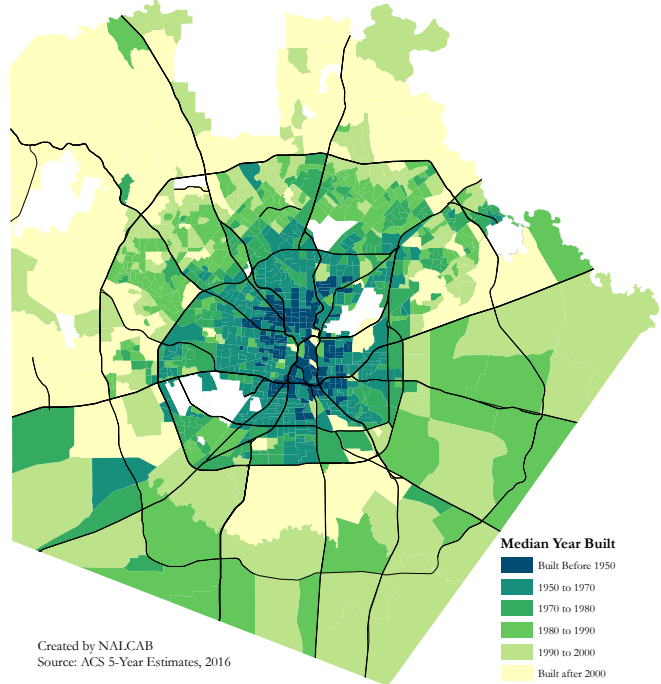 Median Year Built
Built Before 1950
1950 to 1970
1970 to 1980
1980 to 1990
1990 to 2000
Built after 2000
Created by NALCAB
Source: ACS 5-Year Estimates, 2016